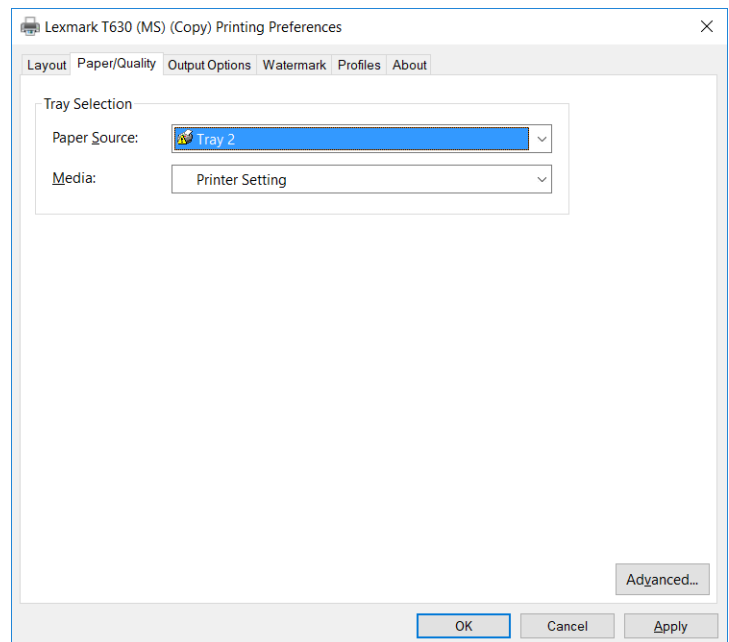 Lexmark T630 (MS) (Copy) Printing Preferences
Layout Paper/Quality Output Options Watermark Profiles About
Tray Selection
Paper Source: Tray 2
Media: Printer Setting
Advanced...
OK Cancel Apply